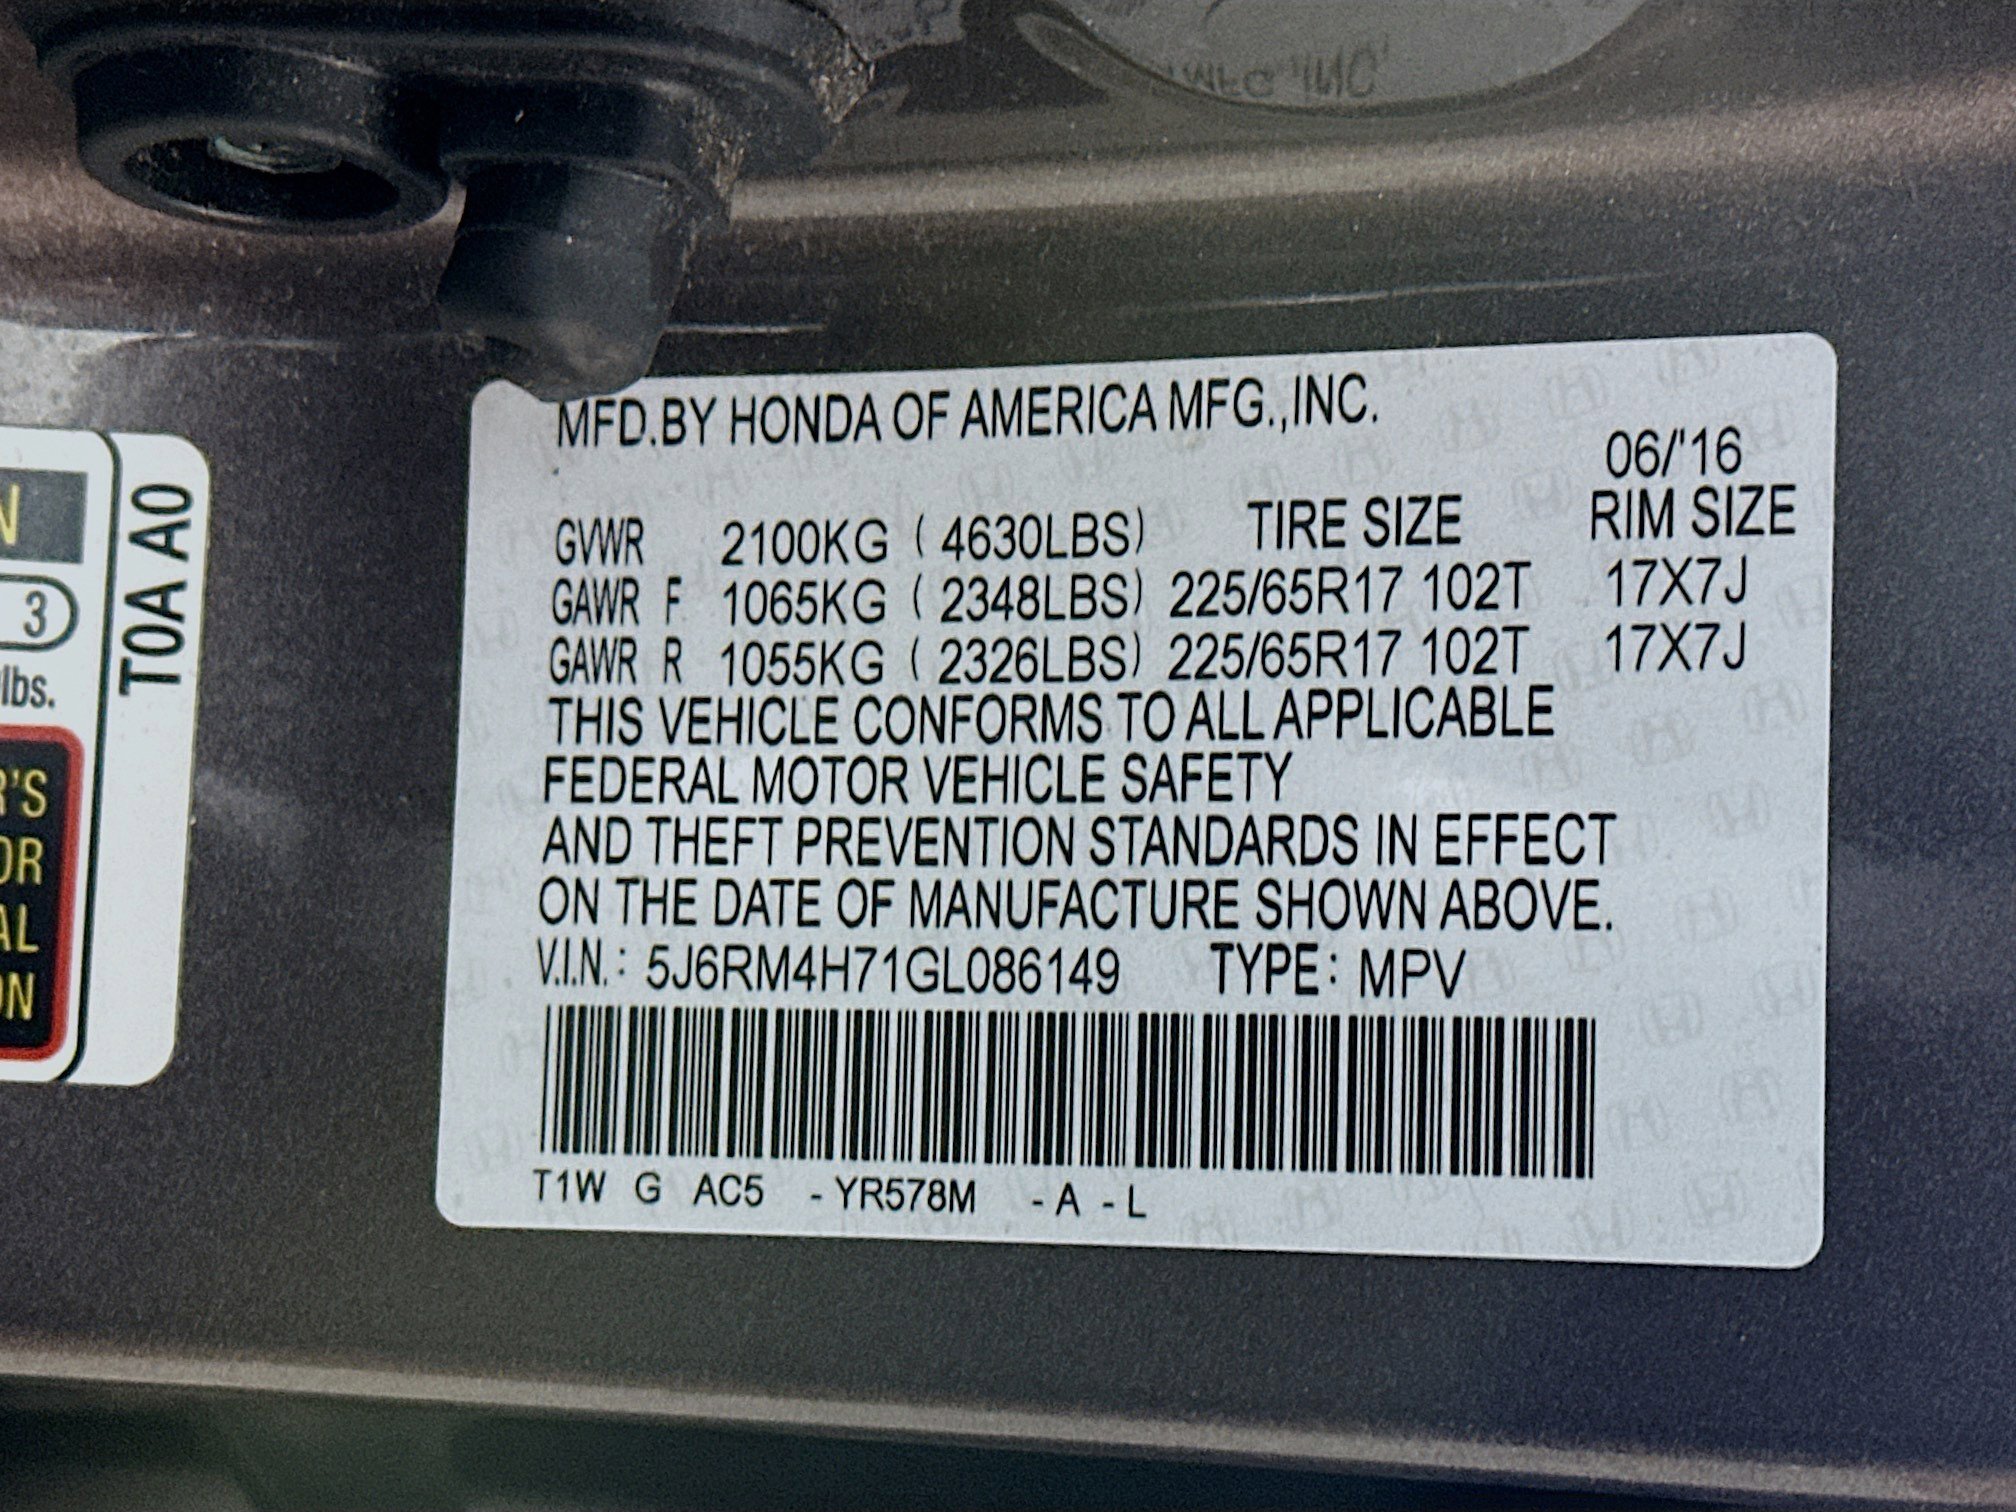 MFD.BY HONDA OF AMERICA MFG.,INC.
06/'16
GVWR 2100KG ( 4630LBS) TIRE SIZE RIM SIZE
GAWR F 1065KG ( 2348LBS) 225/65R17 102T 17X7J
GAWR R 1055KG ( 2326LBS) 225/65R17 102T 17X7J
THIS VEHICLE CONFORMS TO ALL APPLICABLE
FEDERAL MOTOR VEHICLE SAFETY
AND THEFT PREVENTION STANDARDS IN EFFECT
ON THE DATE OF MANUFACTURE SHOWN ABOVE.
V.I.N.: 5J6RM4H71GL086149 TYPE: MPV
T1W G AC5 - YR578M - A - L
T0A A0
3
lbs.